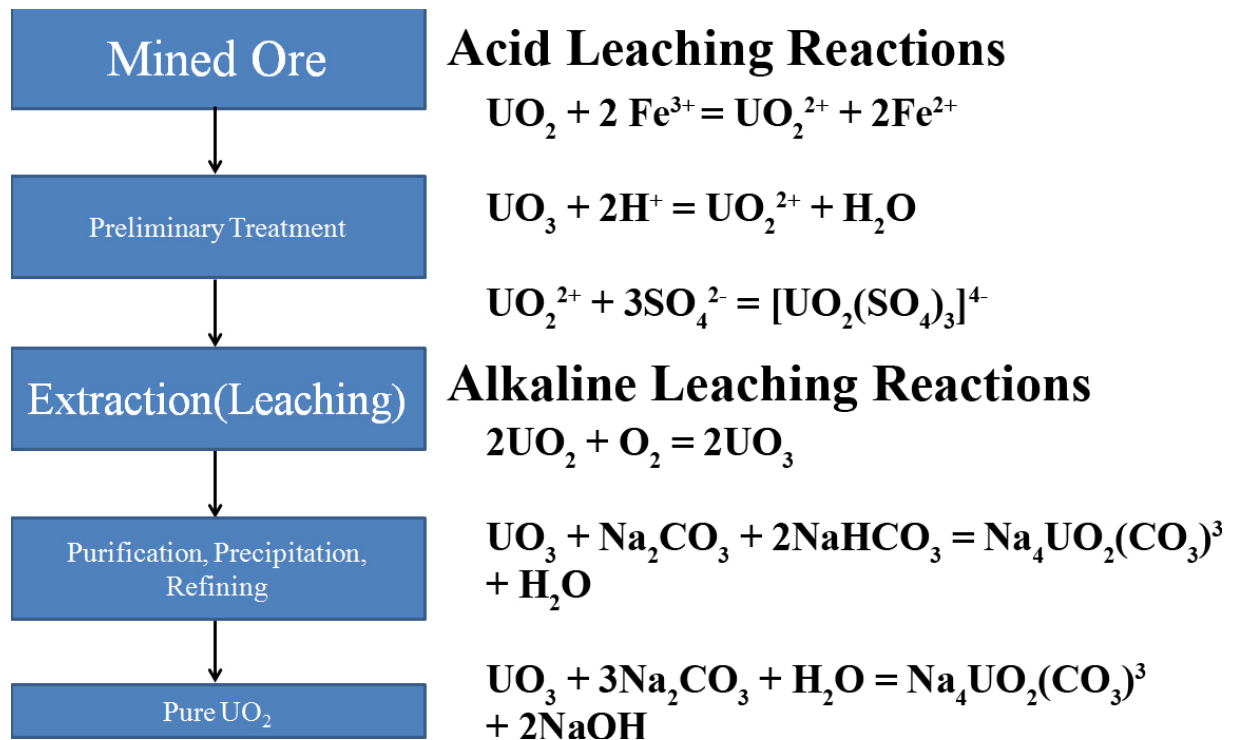 Mined Ore
Preliminary Treatment
Extraction(Leaching)
Purification, Precipitation,
Refining
Pure UO₂
Acid Leaching Reactions
UO₂ + 2 Fe³⁺ = UO₂²⁺ + 2Fe²⁺
UO₃ + 2H⁺ = UO₂²⁺ + H₂O
UO₂²⁺ + 3SO₄²⁻ = [UO₂(SO₄)₃]⁴⁻
Alkaline Leaching Reactions
2UO₂ + O₂ = 2UO₃
UO₃ + Na₂CO₃ + 2NaHCO₃ = Na₄UO₂(CO₃)³
+ H₂O
UO₃ + 3Na₂CO₃ + H₂O = Na₄UO₂(CO₃)³
+ 2NaOH